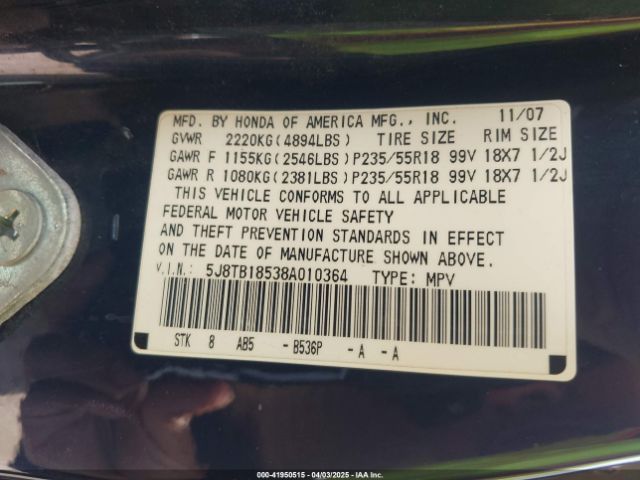 MFD. BY HONDA OF AMERICA MFG., INC. 11/07
GVWR 2220KG(4894LBS) TIRE SIZE RIM SIZE
GAWR F 1155KG(2546LBS)P235/55R18 99V 18X7 1/2J
GAWR R 1080KG(2381LBS)P235/55R18 99V 18X7 1/2J
THIS VEHICLE CONFORMS TO ALL APPLICABLE
FEDERAL MOTOR VEHICLE SAFETY
AND THEFT PREVENTION STANDARDS IN EFFECT
ON THE DATE OF MANUFACTURE SHOWN ABOVE.
V.I.N.: 5J8TB18538A010364 TYPE: MPV
STK 8 AB5 -B536P -A -A
000-41950515 - 04/03/2025 - IAAI, Inc.